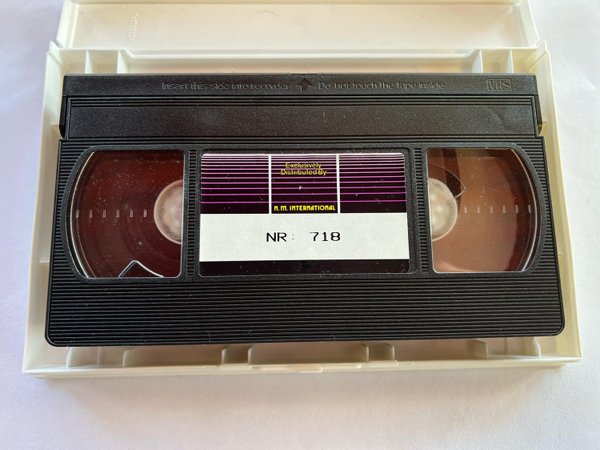 Insert this side into recorder Do not touch the tape inside VHS
Exclusively
Distributed By
N. M. INTERNATIONAL
NR: 718